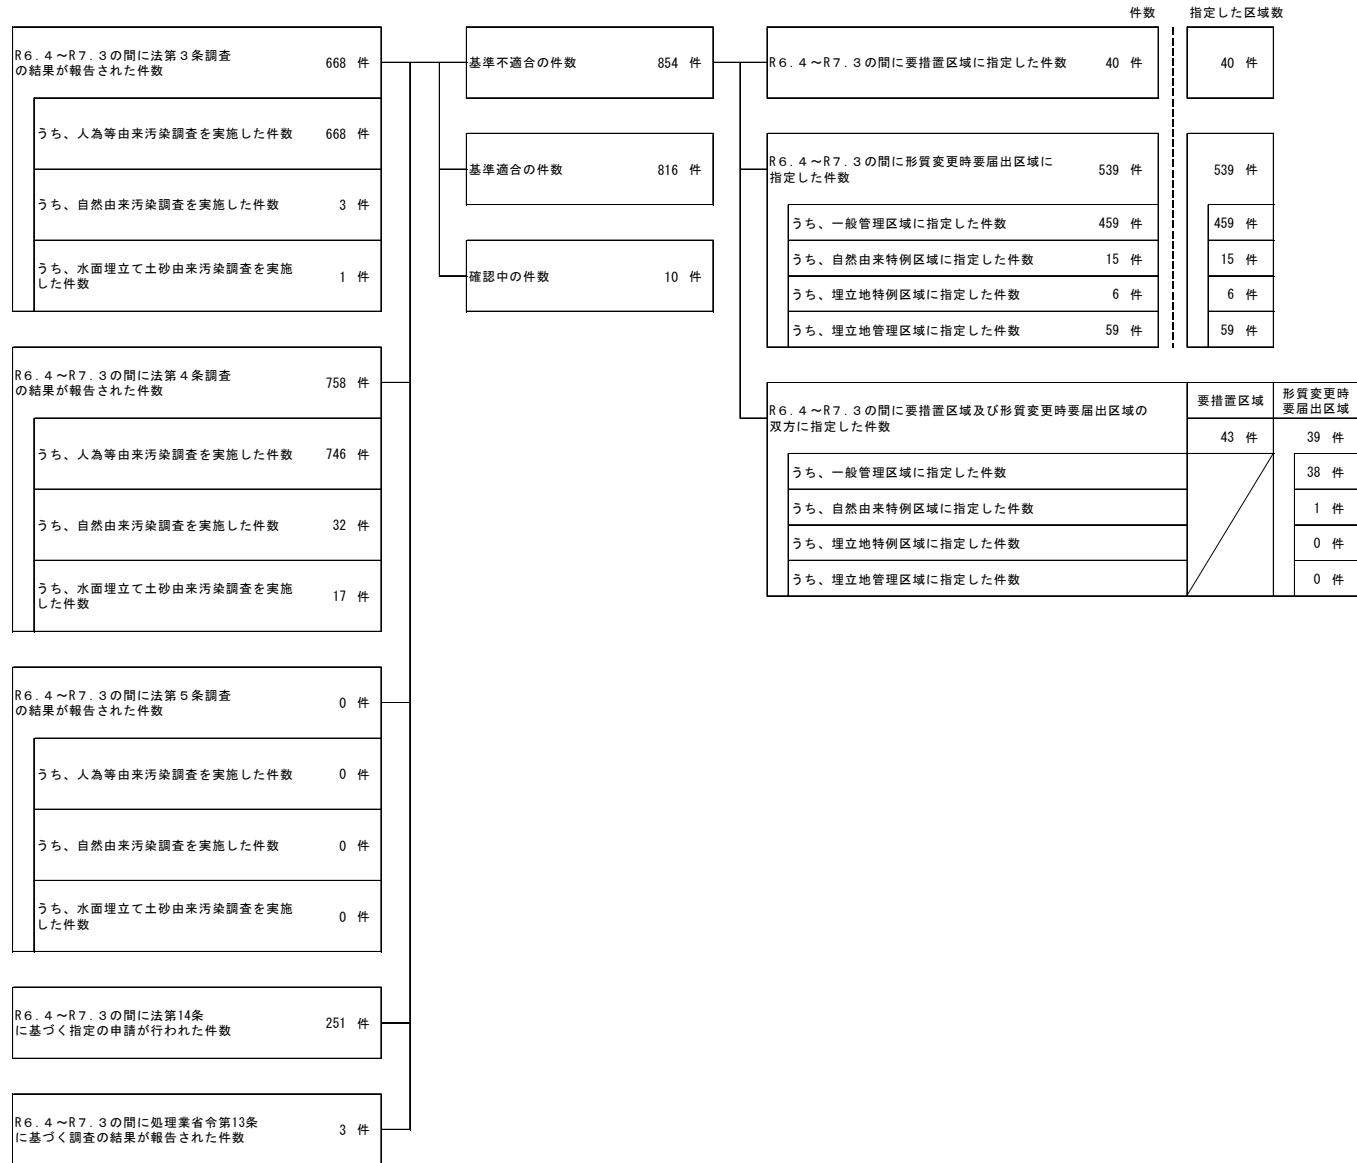 件数　指定した区域数
R6.4～R7.3の間に法第3条調査
の結果が報告された件数　668 件
うち、人為等由来汚染調査を実施した件数　668 件
うち、自然由来汚染調査を実施した件数　3 件
うち、水面埋立て土砂由来汚染調査を実施
した件数　1 件
R6.4～R7.3の間に法第4条調査
の結果が報告された件数　758 件
うち、人為等由来汚染調査を実施した件数　746 件
うち、自然由来汚染調査を実施した件数　32 件
うち、水面埋立て土砂由来汚染調査を実施
した件数　17 件
R6.4～R7.3の間に法第5条調査
の結果が報告された件数　0 件
うち、人為等由来汚染調査を実施した件数　0 件
うち、自然由来汚染調査を実施した件数　0 件
うち、水面埋立て土砂由来汚染調査を実施
した件数　0 件
R6.4～R7.3の間に法第14条
に基づく指定の申請が行われた件数　251 件
R6.4～R7.3の間に処理業省令第13条
に基づく調査の結果が報告された件数　3 件
基準不適合の件数　854 件
基準適合の件数　816 件
確認中の件数　10 件
R6.4～R7.3の間に要措置区域に指定した件数　40 件　40 件
R6.4～R7.3の間に形質変更時要届出区域に
指定した件数　539 件　539 件
うち、一般管理区域に指定した件数　459 件　459 件
うち、自然由来特例区域に指定した件数　15 件　15 件
うち、埋立地特例区域に指定した件数　6 件　6 件
うち、埋立地管理区域に指定した件数　59 件　59 件
R6.4～R7.3の間に要措置区域及び形質変更時要届出区域の
双方に指定した件数
要措置区域　形質変更時
要届出区域
43 件　39 件
うち、一般管理区域に指定した件数　38 件
うち、自然由来特例区域に指定した件数　1 件
うち、埋立地特例区域に指定した件数　0 件
うち、埋立地管理区域に指定した件数　0 件